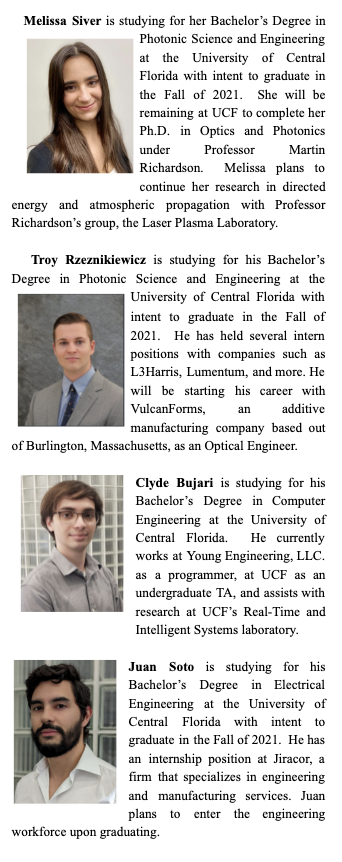 Melissa Siver is studying for her Bachelor’s Degree in
Photonic Science and Engineering
at the University of Central
Florida with intent to graduate in
the Fall of 2021. She will be
remaining at UCF to complete her
Ph.D. in Optics and Photonics
under Professor Martin
Richardson. Melissa plans to
continue her research in directed
energy and atmospheric propagation with Professor
Richardson’s group, the Laser Plasma Laboratory.
Troy Rzeznikiewicz is studying for his Bachelor’s
Degree in Photonic Science and Engineering at the
University of Central Florida with
intent to graduate in the Fall of
2021. He has held several intern
positions with companies such as
L3Harris, Lumentum, and more. He
will be starting his career with
VulcanForms, an additive
manufacturing company based out
of Burlington, Massachusetts, as an Optical Engineer.
Clyde Bujari is studying for his
Bachelor’s Degree in Computer
Engineering at the University of
Central Florida. He currently
works at Young Engineering, LLC.
as a programmer, at UCF as an
undergraduate TA, and assists with
research at UCF’s Real-Time and
Intelligent Systems laboratory.
Juan Soto is studying for his
Bachelor’s Degree in Electrical
Engineering at the University of
Central Florida with intent to
graduate in the Fall of 2021. He has
an internship position at Jiracor, a
firm that specializes in engineering
and manufacturing services. Juan
plans to enter the engineering
workforce upon graduating.